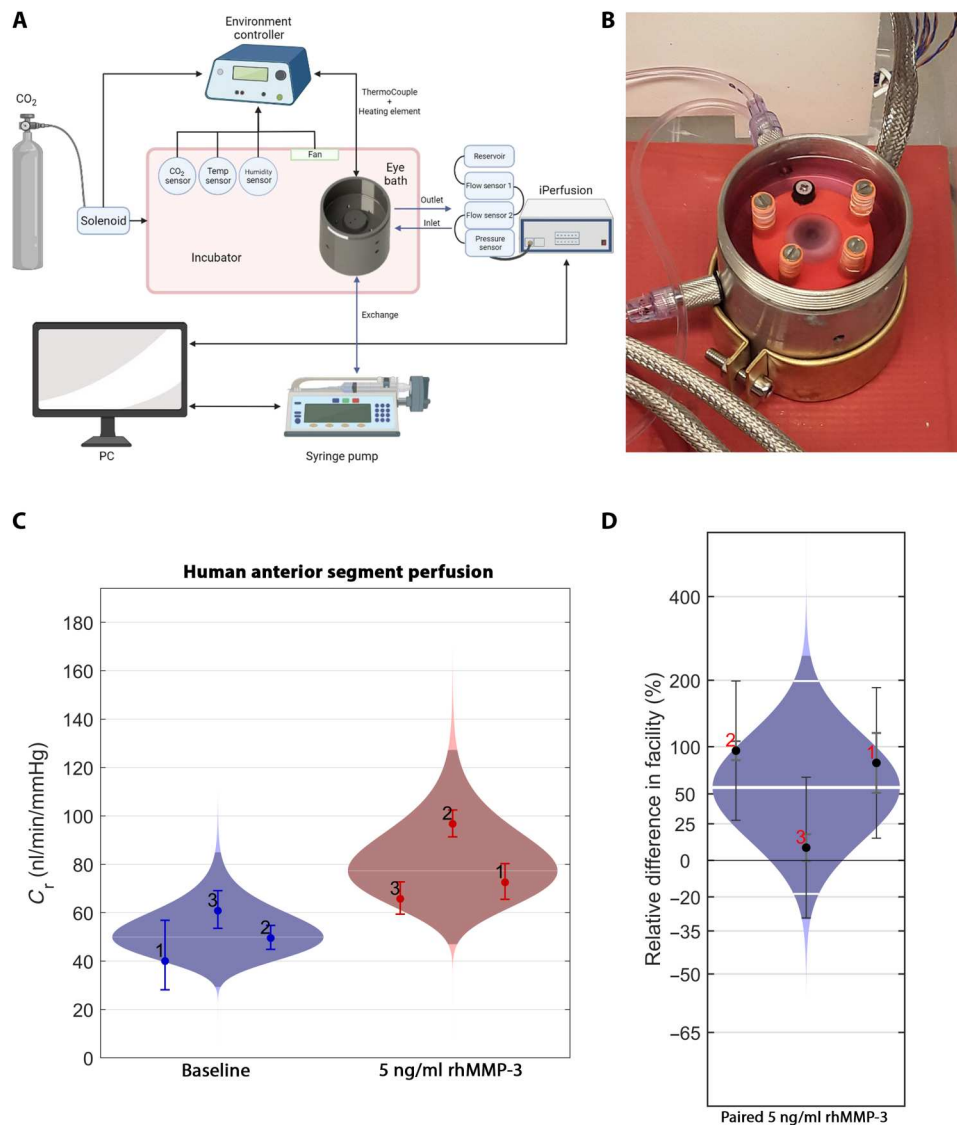 A
Environment
controller
CO2
ThermoCouple
+
Heating element
Fan
CO2
sensor
Temp
sensor
Humidity
sensor
Eye
bath
Reservoir
Flow sensor 1
Flow sensor 2
Pressure
sensor
iPerfusion
Outlet
Inlet
Solenoid
Incubator
Exchange
PC
Syringe pump
B
C
Human anterior segment perfusion
Cr (nl/min/mmHg)
180
160
140
120
100
80
60
40
20
0
1
3
2
3
2
1
Baseline
5 ng/ml rhMMP-3
D
Relative difference in facility (%)
400
200
100
50
25
0
−20
−35
−50
−65
2
3
1
Paired 5 ng/ml rhMMP-3